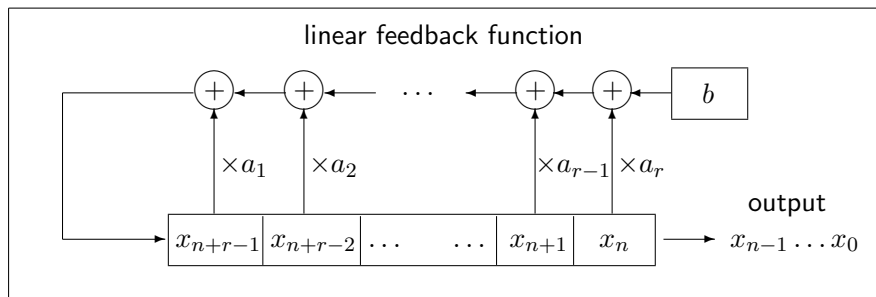 linear feedback function
+ + ⋯ + + b
×a₁ ×a₂ ×aᵣ₋₁ ×aᵣ
output
xₙ₊ᵣ₋₁ xₙ₊ᵣ₋₂ ... ... xₙ₊₁ xₙ xₙ₋₁ ... x₀